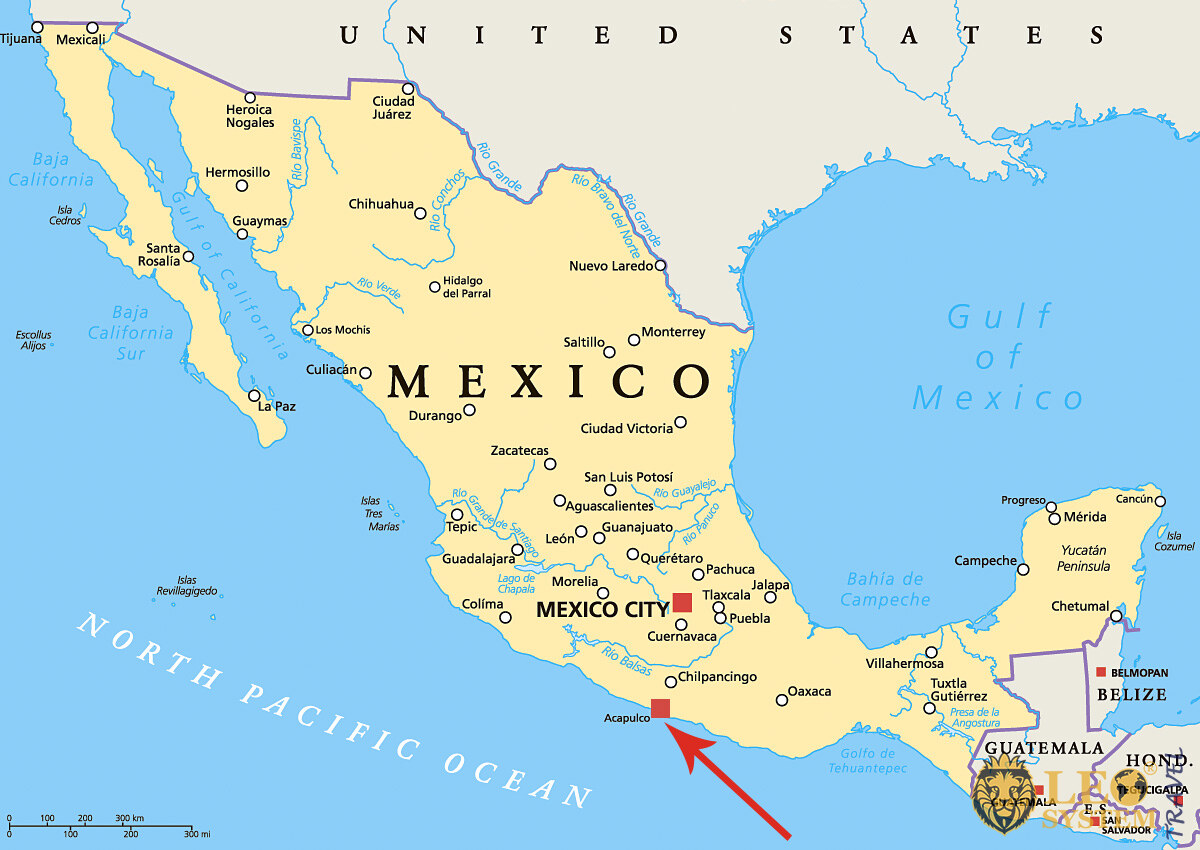 UNITED STATES
Tijuana
Mexicali
Heroica
Nogales
Ciudad
Juárez
Río Bavispe
Río Grande
Baja
California
Hermosillo
Río Conchos
Río Bravo del Norte
Río Grande
Isla
Cedros
Gulf of California
Guaymas
Chihuahua
Santa
Rosalía
Nuevo Laredo
Hidalgo
del Parral
Río Verde
Baja
California
Sur
Escollus
Alijos
Los Mochis
Monterrey
Saltillo
Gulf
of
Mexico
Culiacán
MEXICO
La Paz
Durango
Ciudad Victoria
Zacatecas
San Luis Potosí
Río Guayalejo
Islas
Tres
Marías
Río Grande de Santiago
Aguascalientes
Río Panuco
Tepic
León
Guanajuato
Progreso
Mérida
Cancún
Isla
Cozumel
Guadalajara
Querétaro
Yucatán
Peninsula
Campeche
Lago de
Chapala
Morelia
Pachuca
Islas
Revillagigedo
Colíma
MEXICO CITY
Tlaxcala
Jalapa
Bahía de
Campeche
Puebla
Chetumal
Cuernavaca
Río Balsas
NORTH PACIFIC OCEAN
Villahermosa
Chilpancingo
BELMOPAN
BELIZE
Tuxtla
Gutiérrez
Oaxaca
Acapulco
Presa de la
Angostura
Golfo de
Tehuantepec
GUATEMALA
HOND.
LEO
SYSTEM
®
TRAVEL
TEGUCIGALPA
E.S.
SAN
SALVADOR
0 100 200 300 km
0 100 200 300 mi